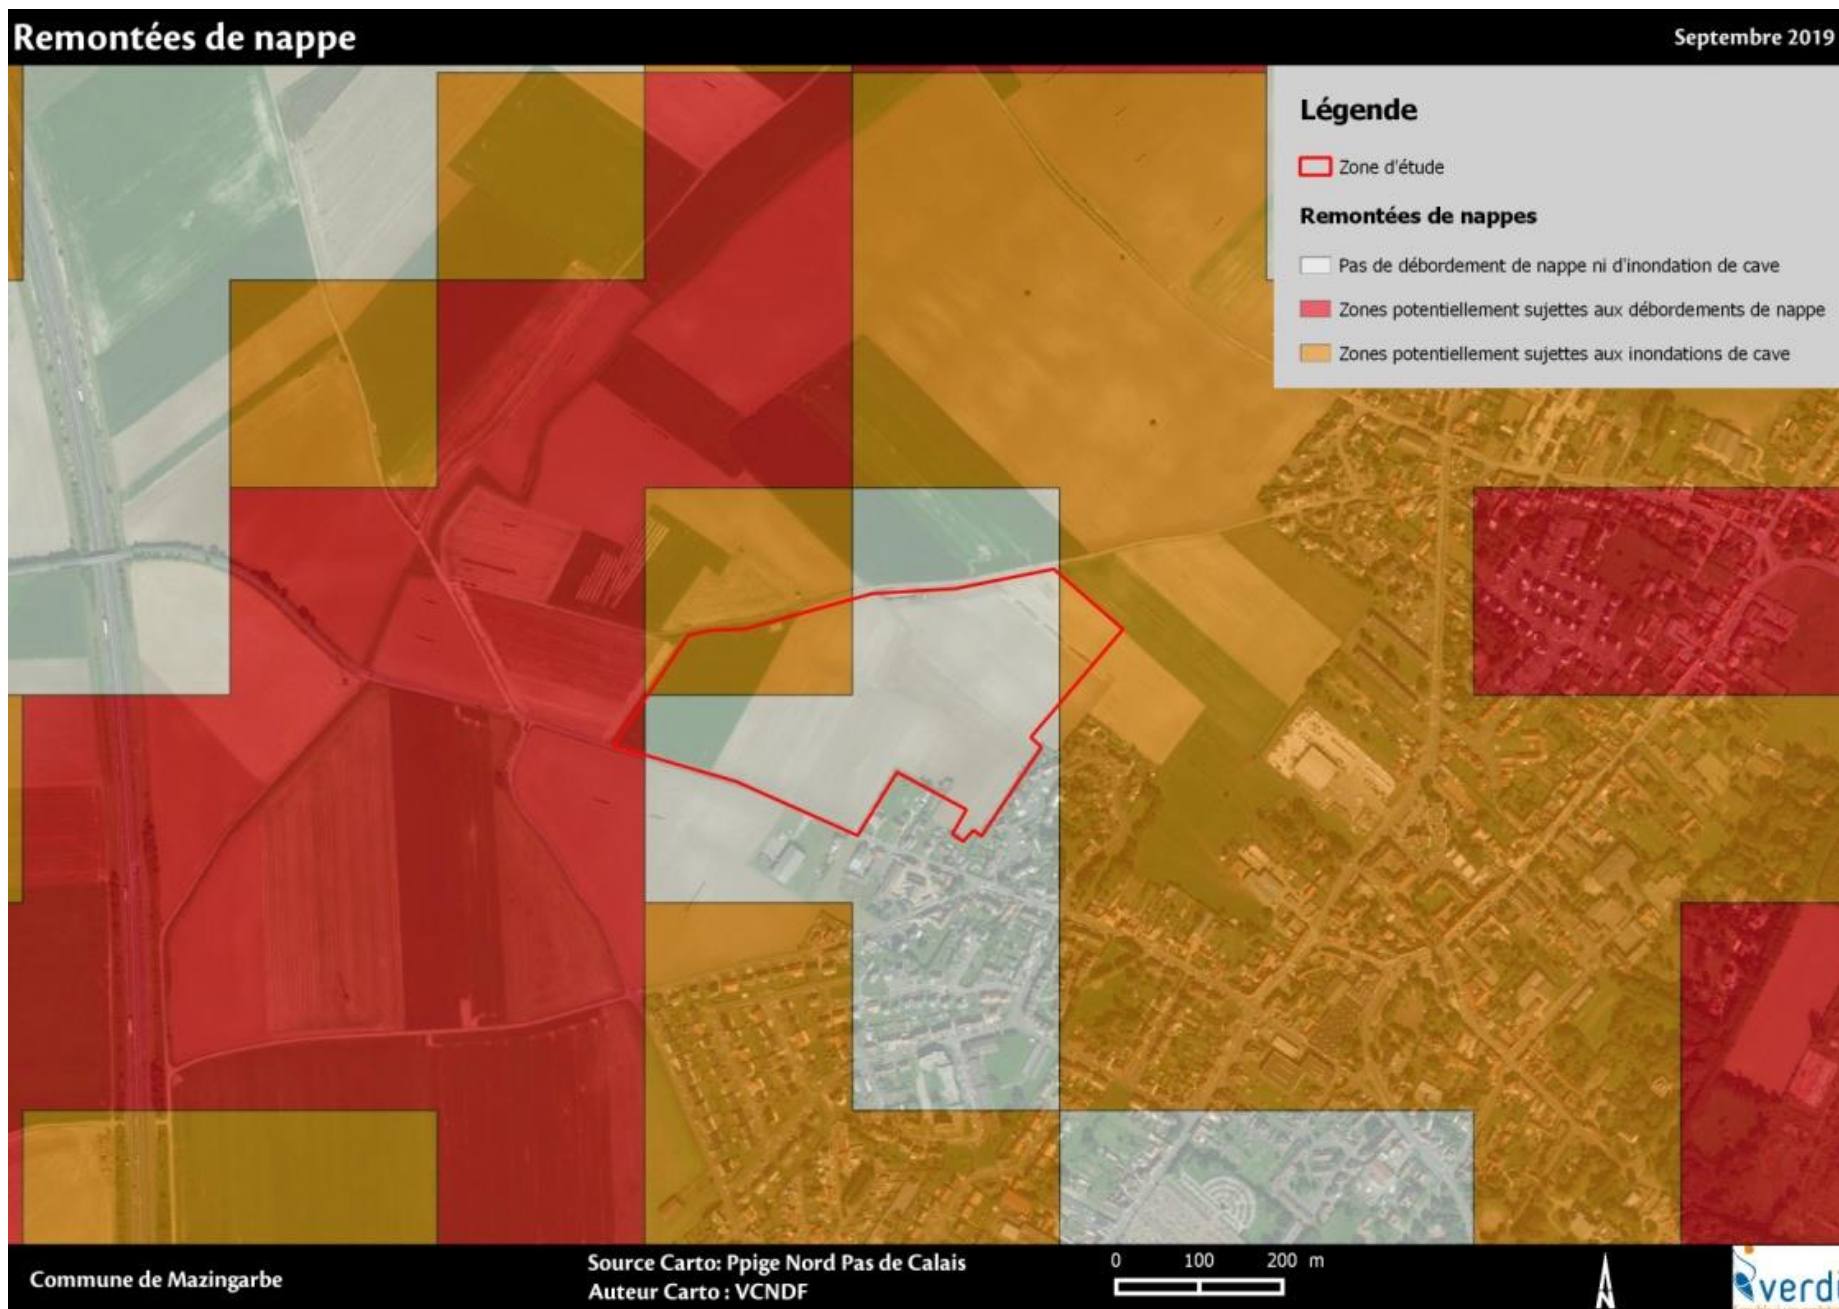 Remontées de nappe
Septembre 2019
Légende
Zone d'étude
Remontées de nappes
Pas de débordement de nappe ni d'inondation de cave
Zones potentiellement sujettes aux débordements de nappe
Zones potentiellement sujettes aux inondations de cave
Commune de Mazingarbe
Source Carto: Ppige Nord Pas de Calais
Auteur Carto : VCNDF
0 100 200 m
N
verdi